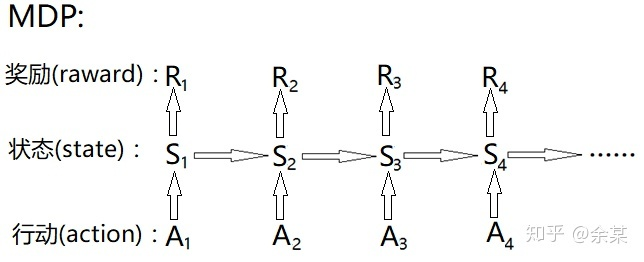 MDP:
奖励(raward)：R1 R2 R3 R4
状态(state)： S1 S2 S3 S4 ······
行动(action)：A1 A2 A3 A4
知乎 @余某